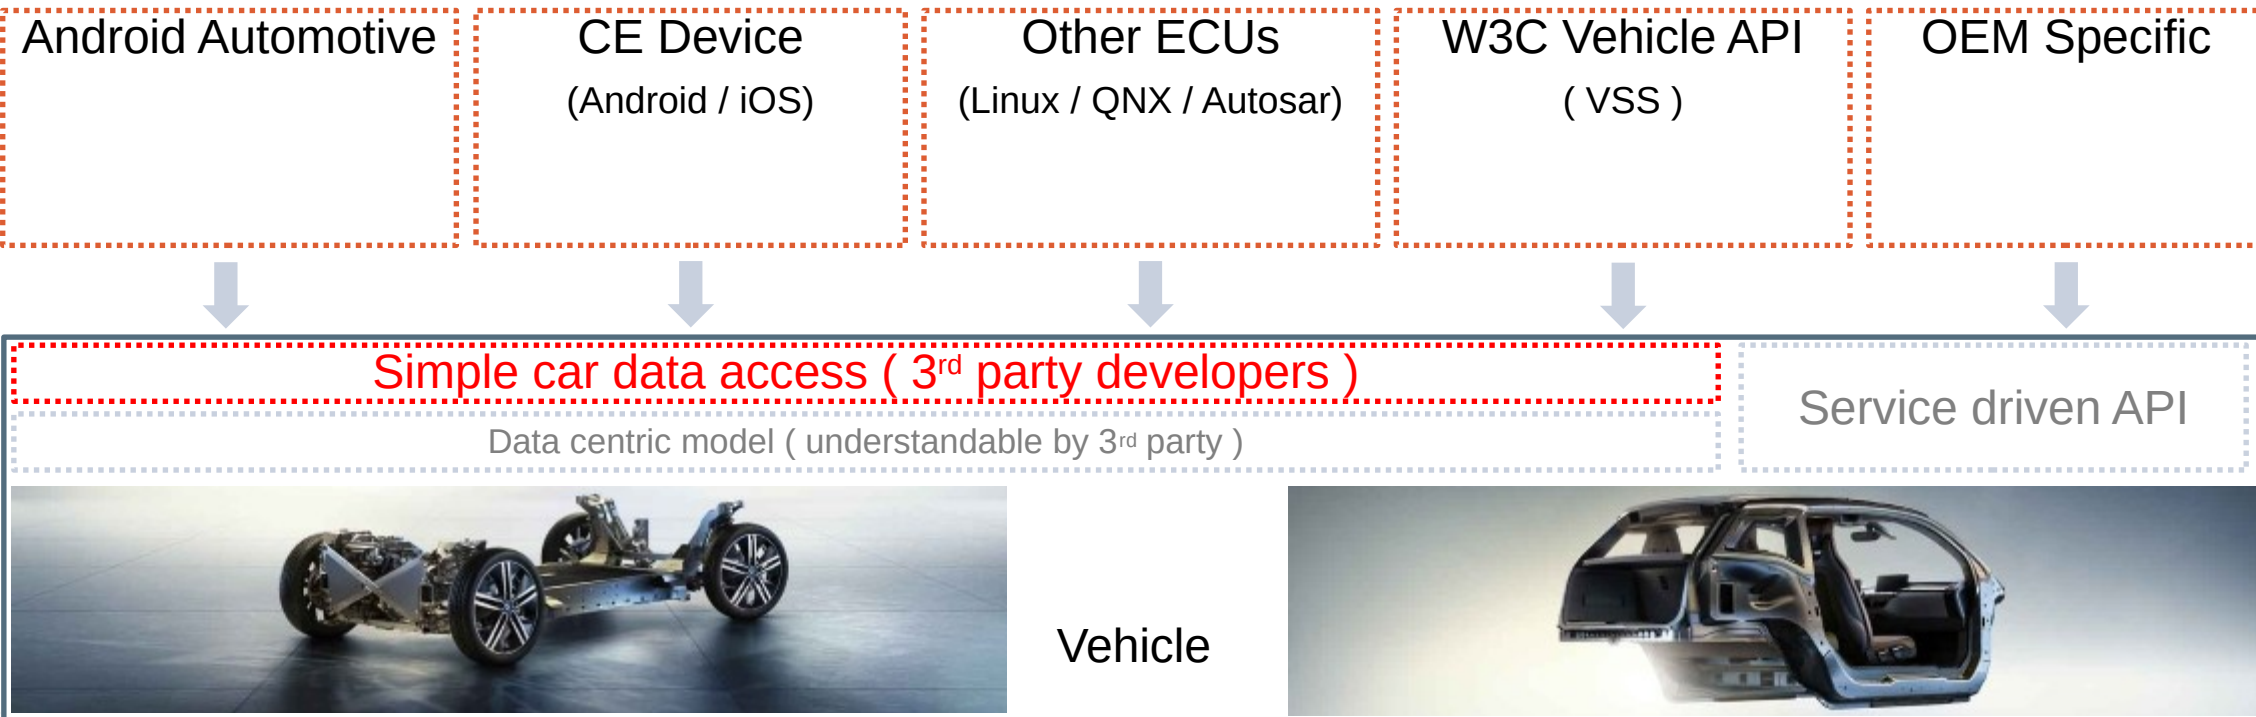 Android Automotive
CE Device
(Android / iOS)
Other ECUs
(Linux / QNX / Autosar)
W3C Vehicle API
( VSS )
OEM Specific
Simple car data access ( 3rd party developers )
Data centric model ( understandable by 3rd party )
Service driven API
Vehicle